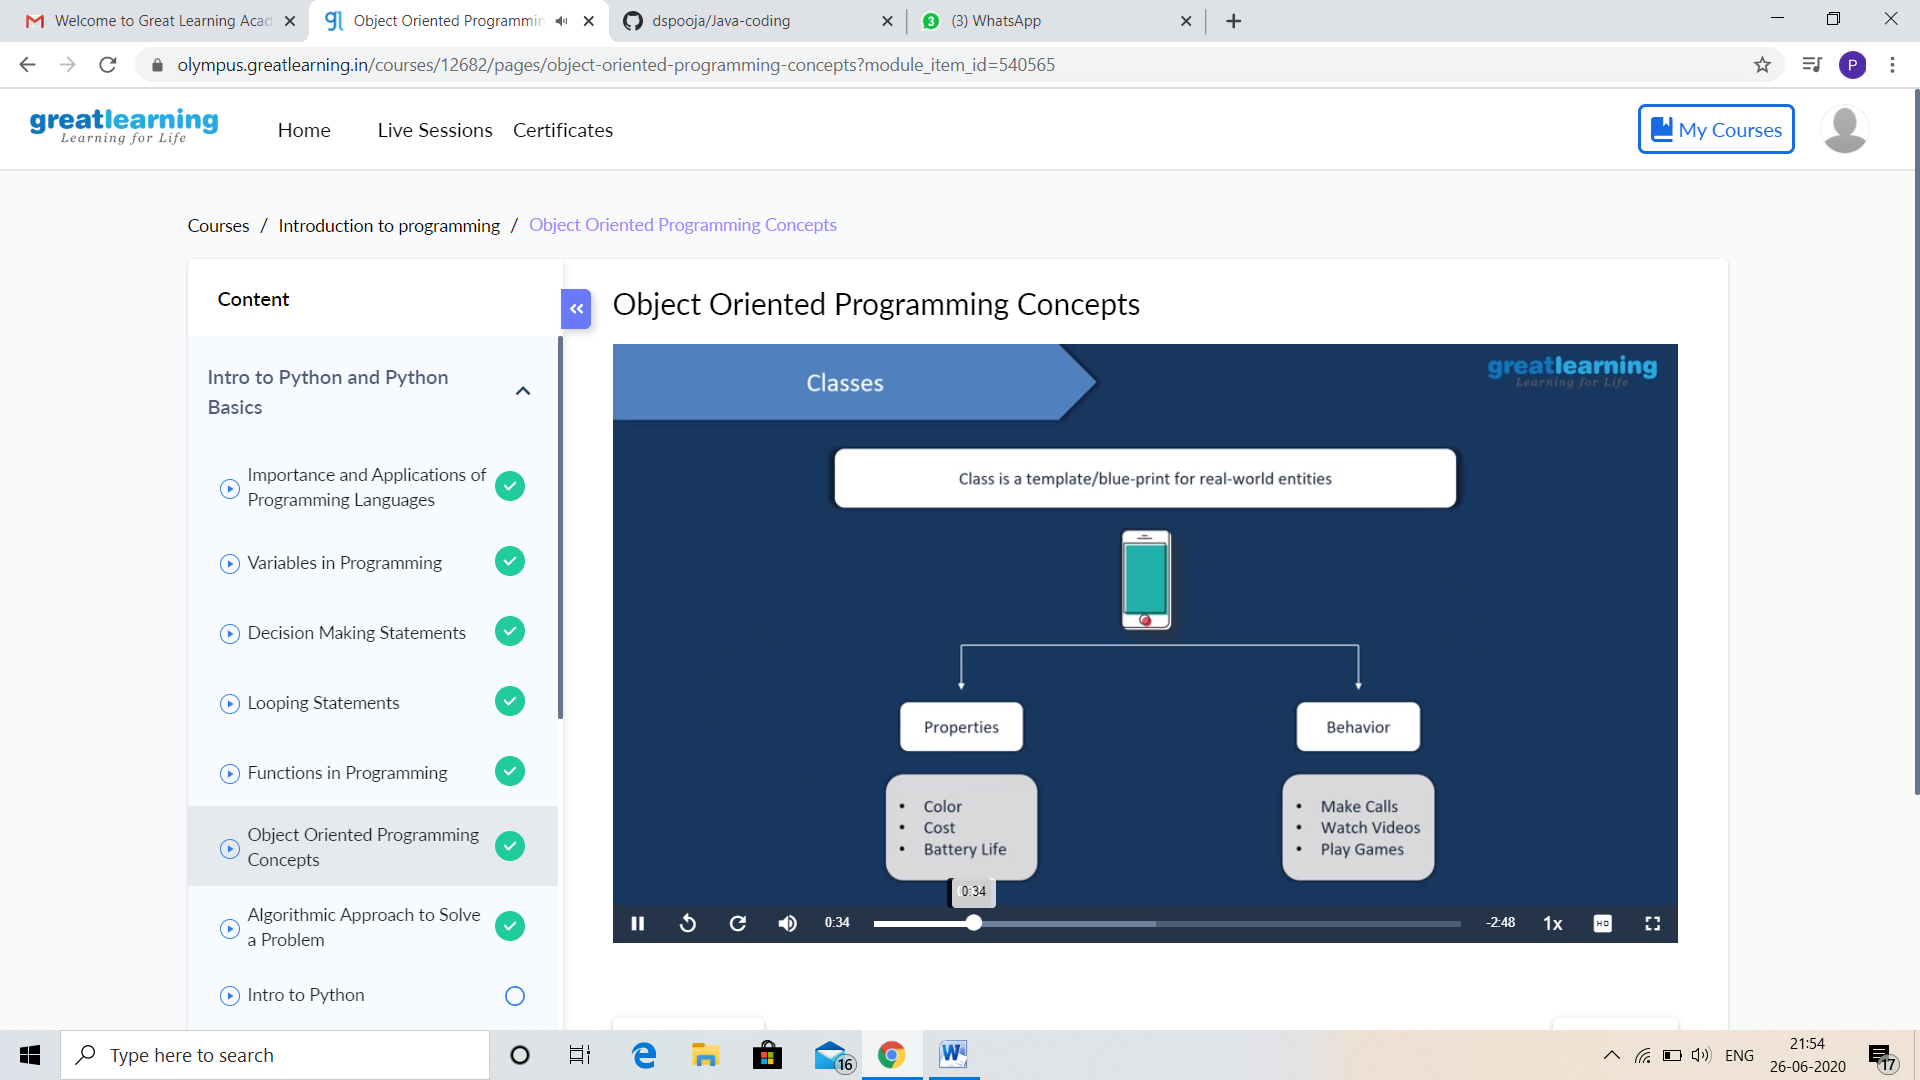 Welcome to Great Learning Acad
Object Oriented Programmin
dspooja/Java-coding
(3) WhatsApp
olympus.greatlearning.in/courses/12682/pages/object-oriented-programming-concepts?module_item_id=540565
P
greatlearning
Learning for Life
Home
Live Sessions
Certificates
My Courses
Courses / Introduction to programming / Object Oriented Programming Concepts
Content
Intro to Python and Python
Basics
Importance and Applications of
Programming Languages
Variables in Programming
Decision Making Statements
Looping Statements
Functions in Programming
Object Oriented Programming
Concepts
Algorithmic Approach to Solve
a Problem
Intro to Python
Object Oriented Programming Concepts
Classes
greatlearning
Learning for Life
Class is a template/blue-print for real-world entities
Properties
Behavior
• Color
• Cost
• Battery Life
• Make Calls
• Watch Videos
• Play Games
0:34
0:34
-2:48
1x
HD
Type here to search
16
ENG
21:54
26-06-2020
17